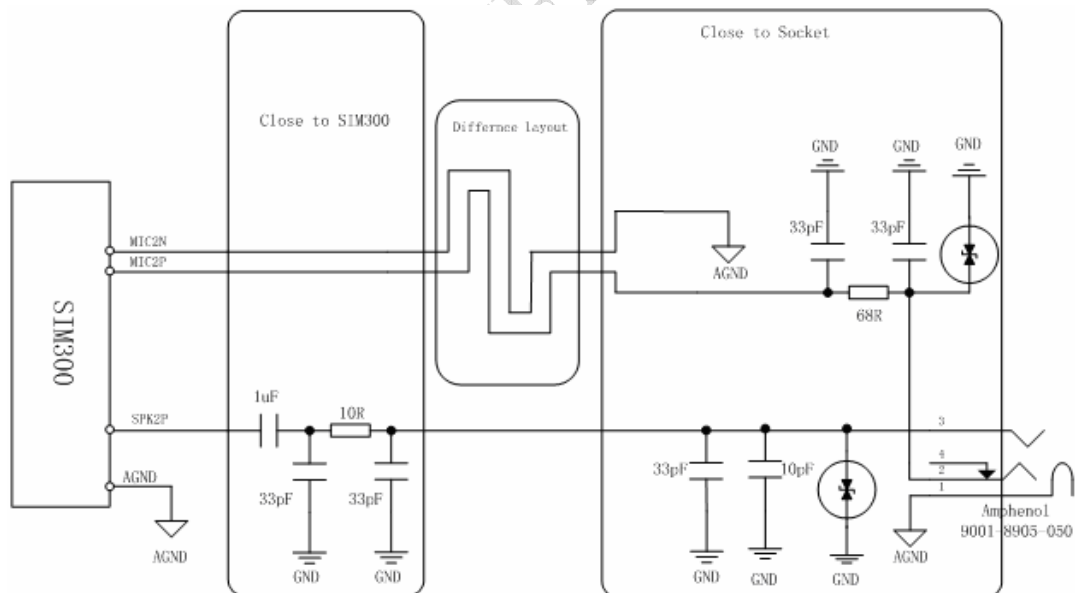 Close to Socket
Close to SIM300
Differnce layout
GND
GND
GND
33pF
33pF
MIC2N
MIC2P
AGND
68R
SIM300
1uF
10R
SPK2P
3
33pF
10pF
4
2
1
AGND
33pF
33pF
Amphenol
9001-8905-050
AGND
GND
GND
GND
GND
GND
AGND